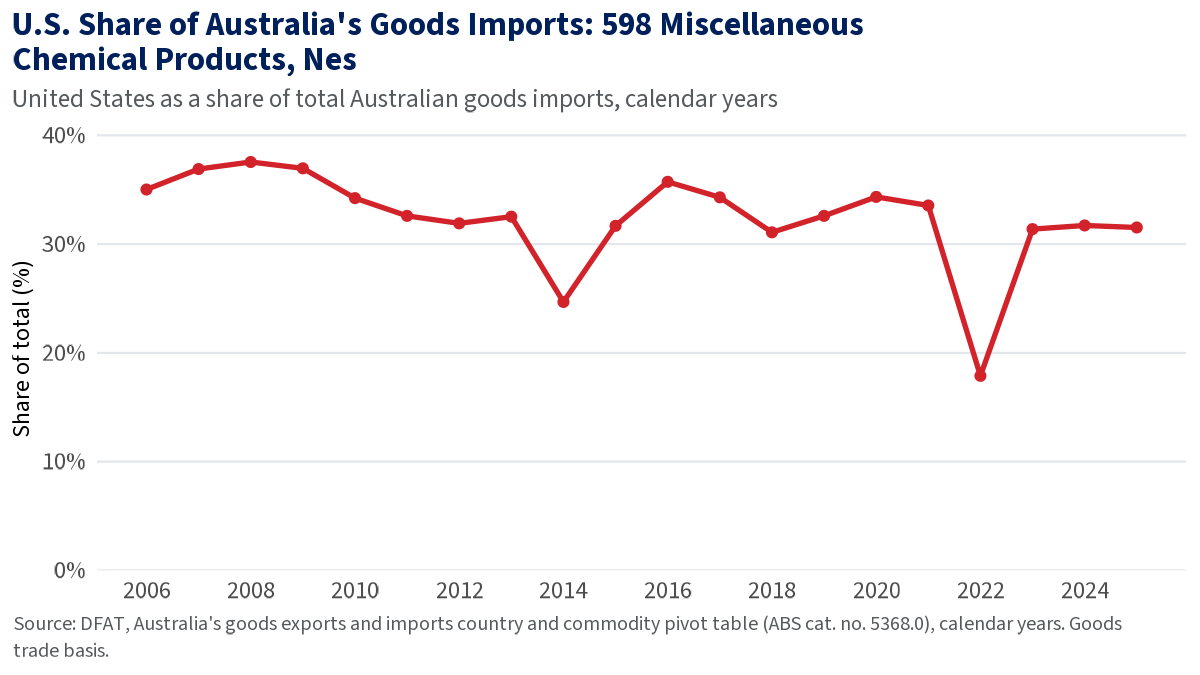 U.S. Share of Australia's Goods Imports: 598 Miscellaneous
Chemical Products, Nes
United States as a share of total Australian goods imports, calendar years
Share of total (%)
40%
30%
20%
10%
0%
2006 2008 2010 2012 2014 2016 2018 2020 2022 2024
Source: DFAT, Australia's goods exports and imports country and commodity pivot table (ABS cat. no. 5368.0), calendar years. Goods
trade basis.